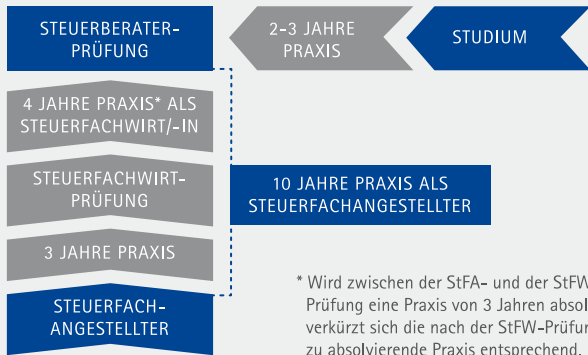 STEUERBERATER-
PRÜFUNG
2-3 JAHRE
PRAXIS
STUDIUM
4 JAHRE PRAXIS* ALS
STEUERFACHWIRT/-IN
STEUERFACHWIRT-
PRÜFUNG
10 JAHRE PRAXIS ALS
STEUERFACHANGESTELLTER
3 JAHRE PRAXIS
STEUERFACH-
ANGESTELLTER
* Wird zwischen der StFA- und der StFW
Prüfung eine Praxis von 3 Jahren
verkürzt sich die nach der
zu absolvierende Praxis entsprechend.